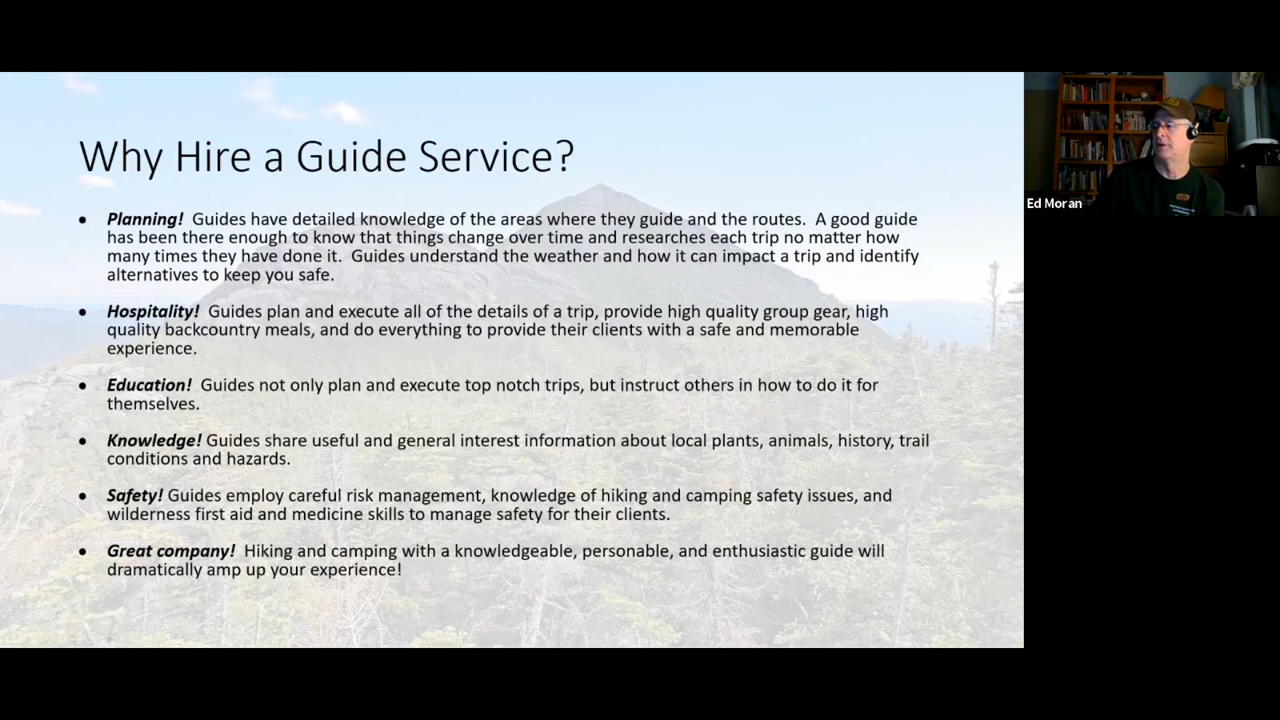 Why Hire a Guide Service?
• Planning! Guides have detailed knowledge of the areas where they guide and the routes. A good guide
has been there enough to know that things change over time and researches each trip no matter how
many times they have done it. Guides understand the weather and how it can impact a trip and identify
alternatives to keep you safe.
• Hospitality! Guides plan and execute all of the details of a trip, provide high quality group gear, high
quality backcountry meals, and do everything to provide their clients with a safe and memorable
experience.
• Education! Guides not only plan and execute top notch trips, but instruct others in how to do it for
themselves.
• Knowledge! Guides share useful and general interest information about local plants, animals, history, trail
conditions and hazards.
• Safety! Guides employ careful risk management, knowledge of hiking and camping safety issues, and
wilderness first aid and medicine skills to manage safety for their clients.
• Great company! Hiking and camping with a knowledgeable, personable, and enthusiastic guide will
dramatically amp up your experience!
Ed Moran